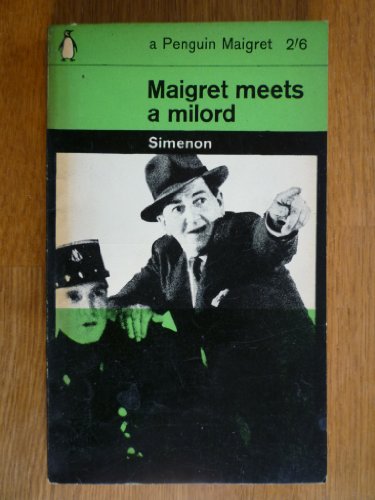 a Penguin Maigret 2/6
Maigret meets
a milord
Simenon